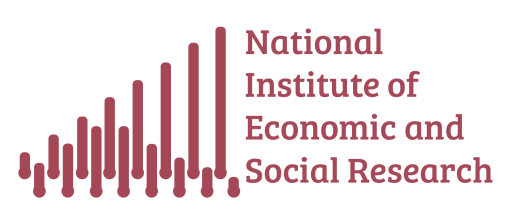 National
Institute of
Economic and
Social Research